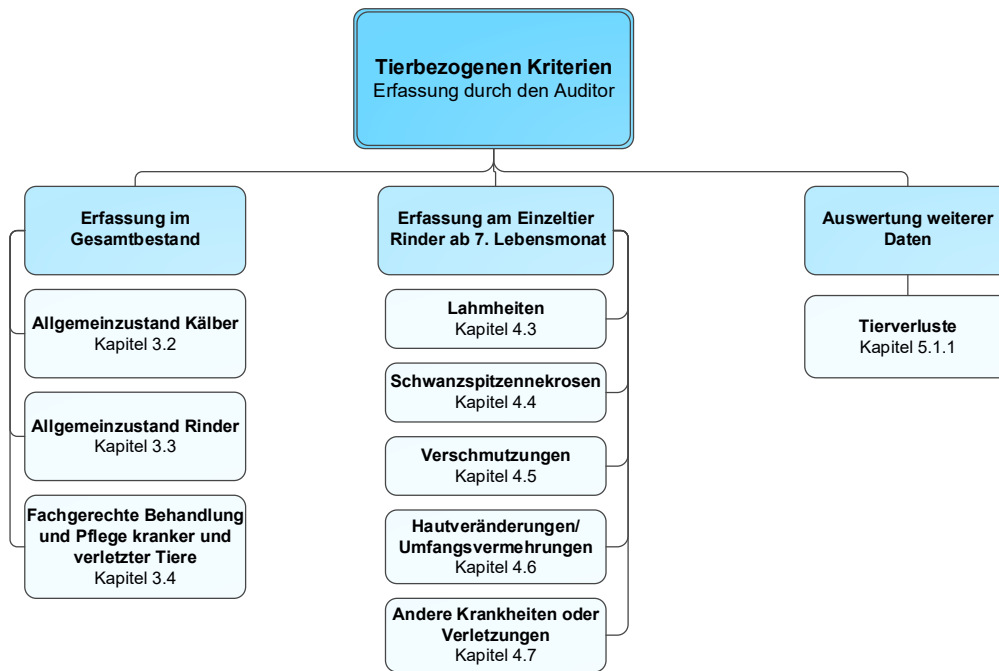 Tierbezogenen Kriterien
Erfassung durch den Auditor
Erfassung im
Gesamtbestand
Allgemeinzustand Kälber
Kapitel 3.2
Allgemeinzustand Rinder
Kapitel 3.3
Fachgerechte Behandlung
und Pflege kranker und
verletzter Tiere
Kapitel 3.4
Erfassung am Einzeltier
Rinder ab 7. Lebensmonat
Lahmheiten
Kapitel 4.3
Schwanzspitzennekrosen
Kapitel 4.4
Verschmutzungen
Kapitel 4.5
Hautveränderungen/
Umfangsvermehrungen
Kapitel 4.6
Andere Krankheiten oder
Verletzungen
Kapitel 4.7
Auswertung weiterer
Daten
Tierverluste
Kapitel 5.1.1